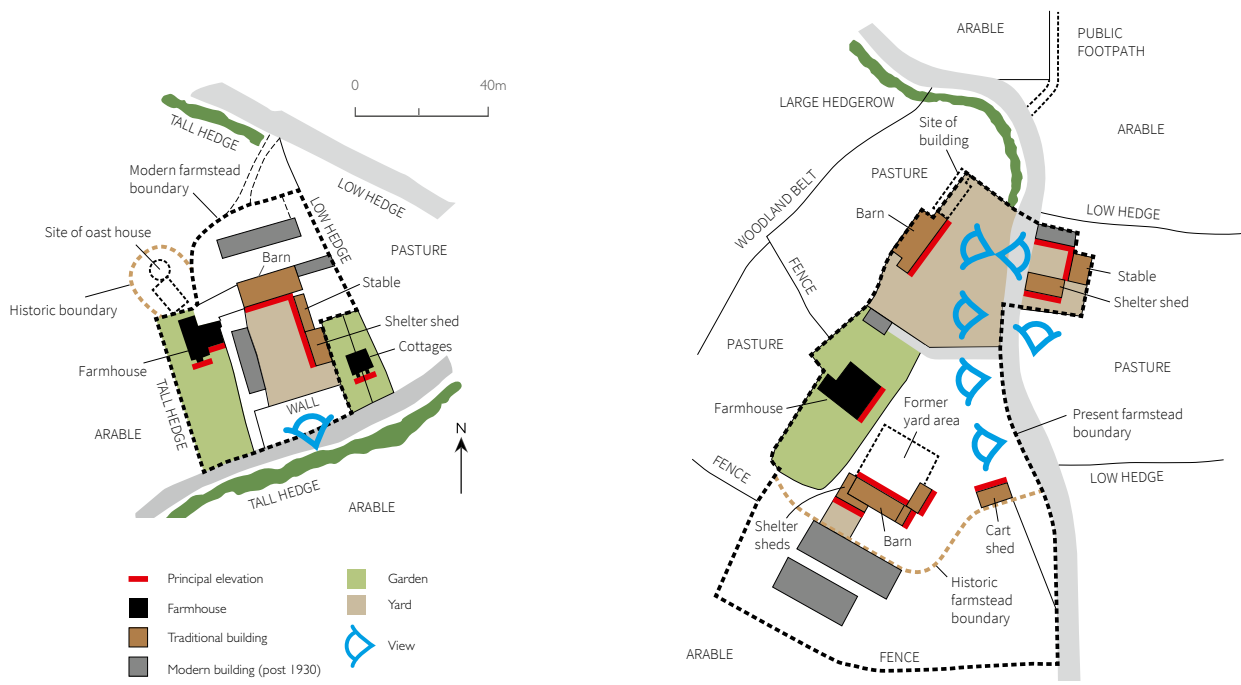 0
40m
TALL HEDGE
Modern farmstead
boundary
LOW HEDGE
LOW HEDGE
Site of oast house
PASTURE
Barn
Stable
Historic boundary
Shelter shed
Cottages
Farmhouse
TALL HEDGE
WALL
ARABLE
N
TALL HEDGE
ARABLE
Principal elevation
Farmhouse
Traditional building
Modern building (post 1930)
Garden
Yard
View
ARABLE
PUBLIC
FOOTPATH
LARGE HEDGEROW
ARABLE
Site of
building
PASTURE
WOODLAND BELT
Barn
LOW HEDGE
FENCE
Stable
Shelter shed
PASTURE
PASTURE
Farmhouse
Former
yard area
Present farmstead
boundary
FENCE
LOW HEDGE
Shelter
sheds
Barn
Cart
shed
Historic
farmstead
boundary
ARABLE
FENCE